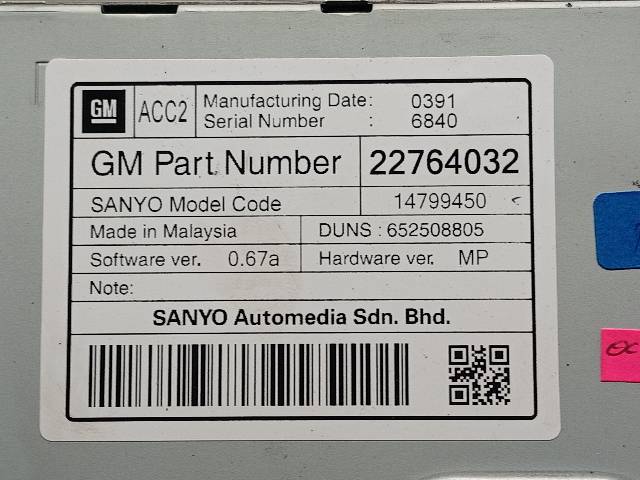 GM ACC2 Manufacturing Date: 0391
Serial Number : 6840
GM Part Number 22764032
SANYO Model Code 14799450
Made in Malaysia DUNS : 652508805
Software ver. 0.67a Hardware ver. MP
Note:
SANYO Automedia Sdn. Bhd.